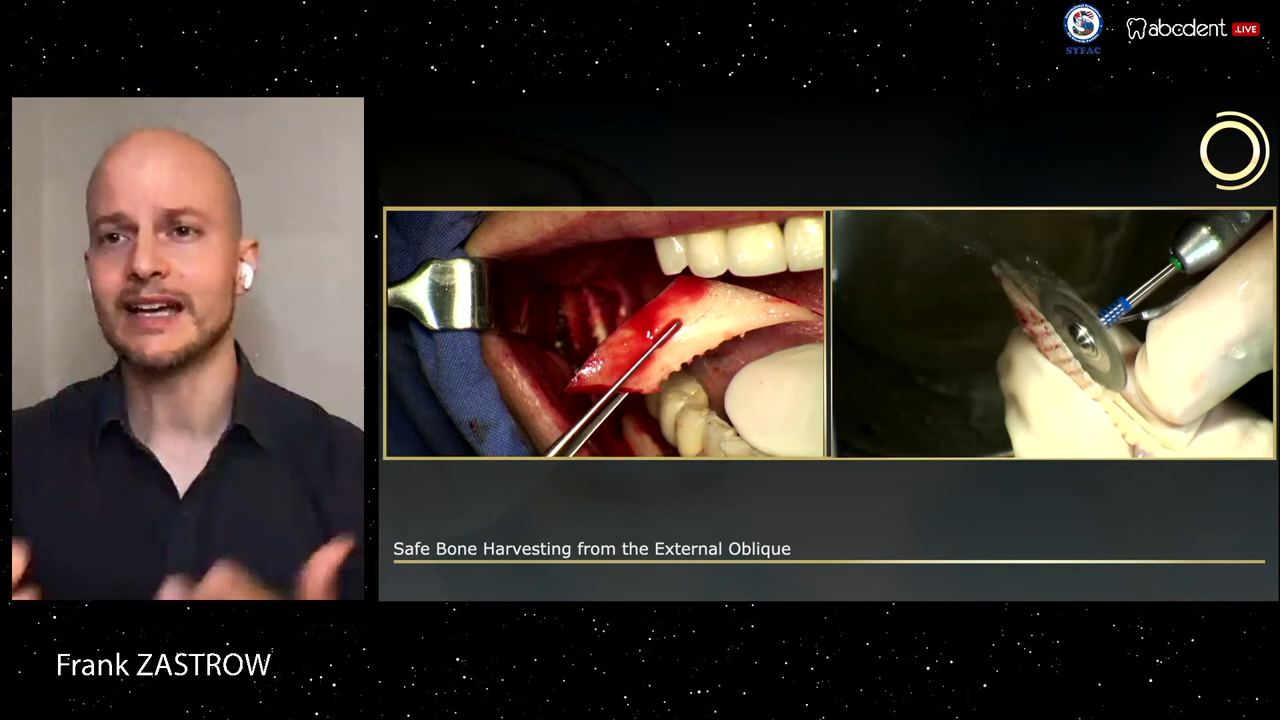 SYFAC
abcdent .LIVE
Safe Bone Harvesting from the External Oblique
Frank ZASTROW